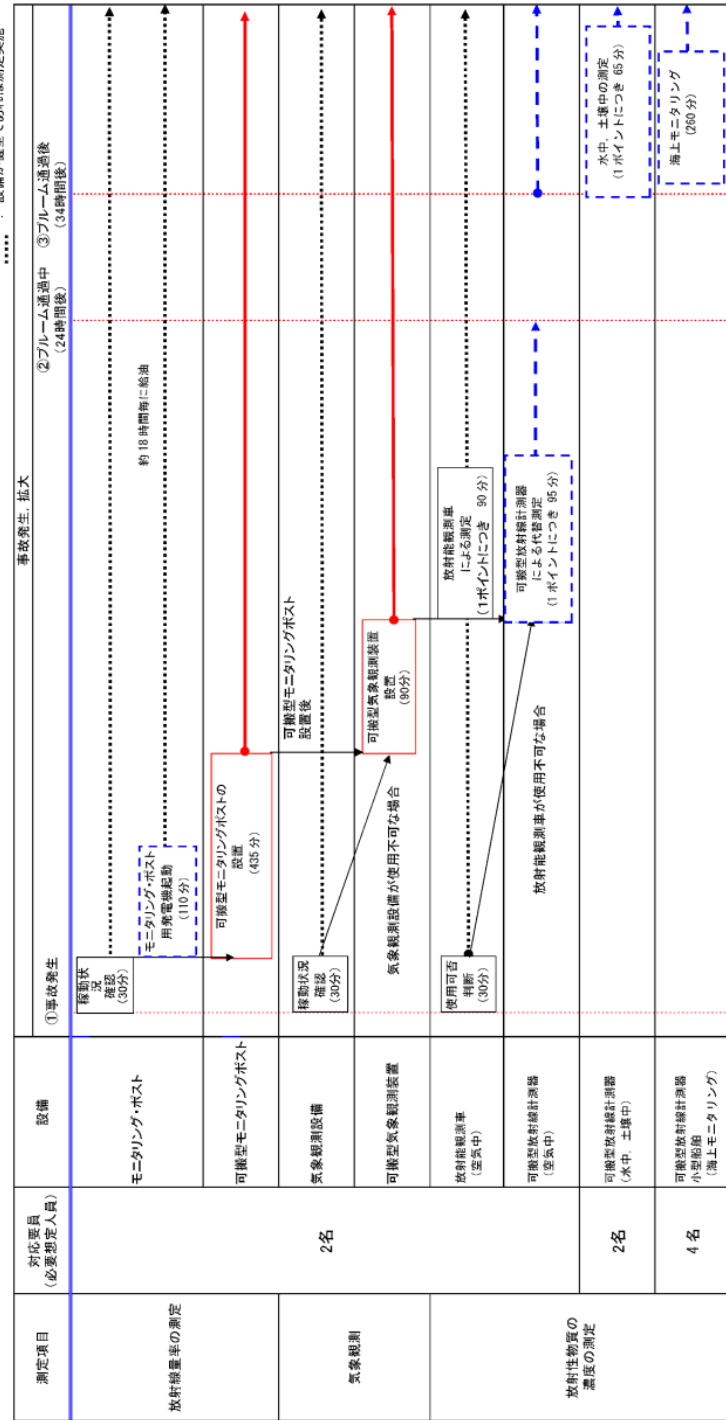 測定項目
対応要員
(必要想定人員)
設備
事故発生，拡大
①事故発生
②プルーム通過中
(24時間後)
③プルーム通過後
(34時間後)
放射線量率の測定
2名
モニタリング・ポスト
稼動状
況
確認
(30分)
モニタリング・ポスト
用発電機起動
(110 分)
約 18 時間毎に給油
可搬型モニタリングポスト
可搬型モニタリングポストの
設置
(435 分)
可搬型モニタリングポスト
設置後
気象観測
気象観測設備
稼動状況
確認
(30分)
気象観測設備が使用不可な場合
可搬型気象観測装置
可搬型気象観測装置
設置
(90分)
放射性物質の
濃度の測定
放射能観測車
(空気中)
使用可否
判断
(30分)
放射能観測車
による測定
(1ポイントにつき 90 分)
放射能観測車が使用不可な場合
可搬型放射線計測器
(空気中)
可搬型放射線計測器
による代替測定
(1 ポイントにつき 95 分)
2名
可搬型放射線計測器
(水中，土壌中)
水中，土壌中の測定
(1 ポイントにつき 65 分)
4 名
可搬型放射線計測器
小型船舶
(海上モニタリング)
海上モニタリング
(260 分)